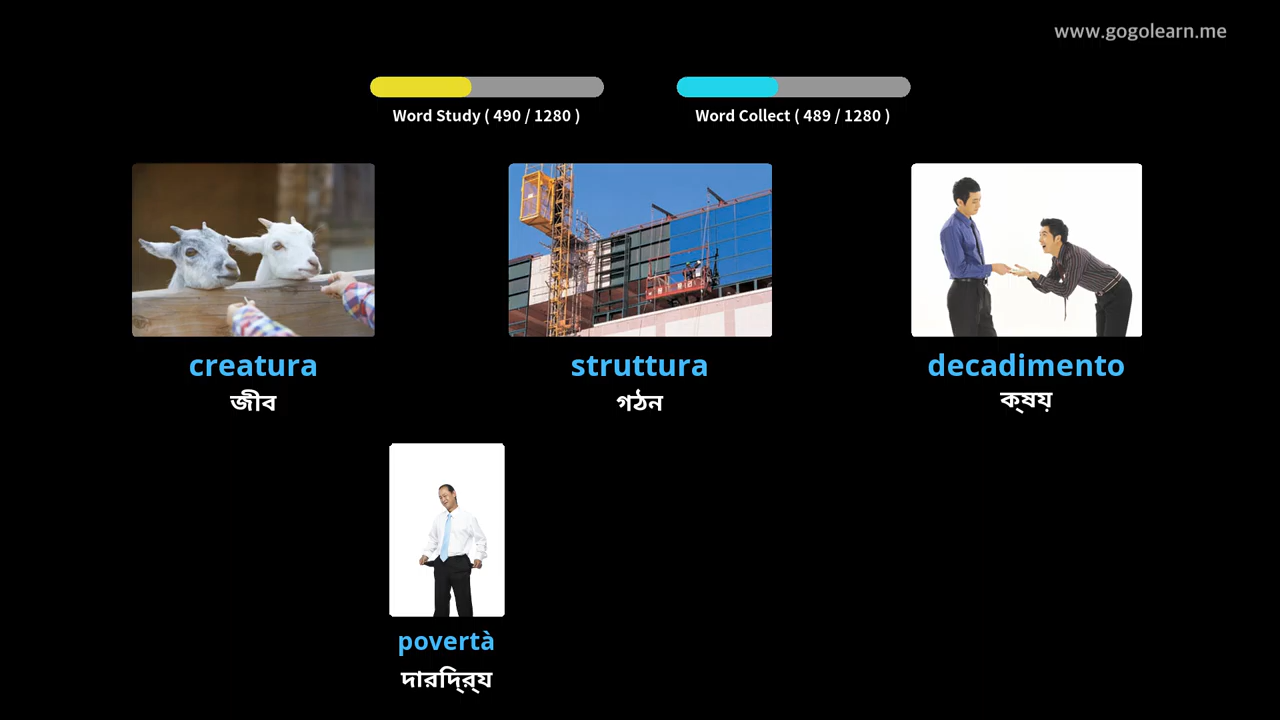 www.gogolearn.me
Word Study ( 490 / 1280 )
Word Collect ( 489 / 1280 )
creatura
struttura
decadimento
জীব
গঠন
ক্ষয়
povertà
দারদ্রি্য